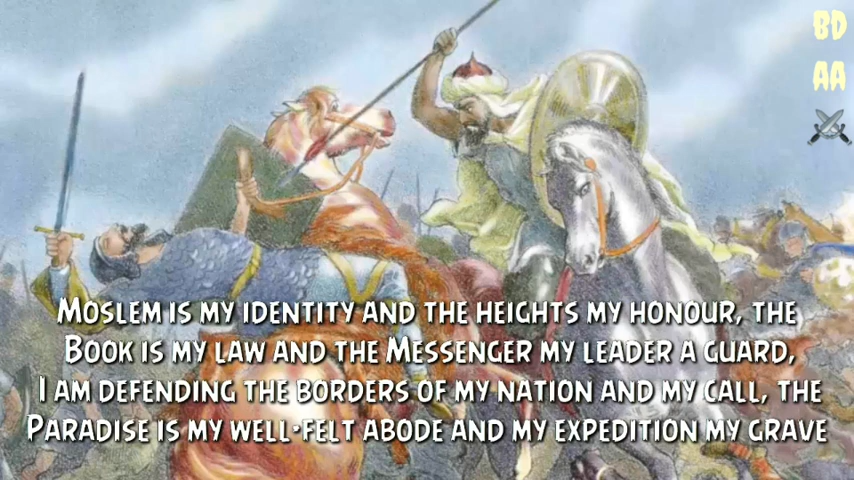 BD
AA
Moslem is my identity and the heights my honour, the
Book is my law and the Messenger my leader a guard,
I am defending the borders of my nation and my call, the
Paradise is my well-felt abode and my expedition my grave